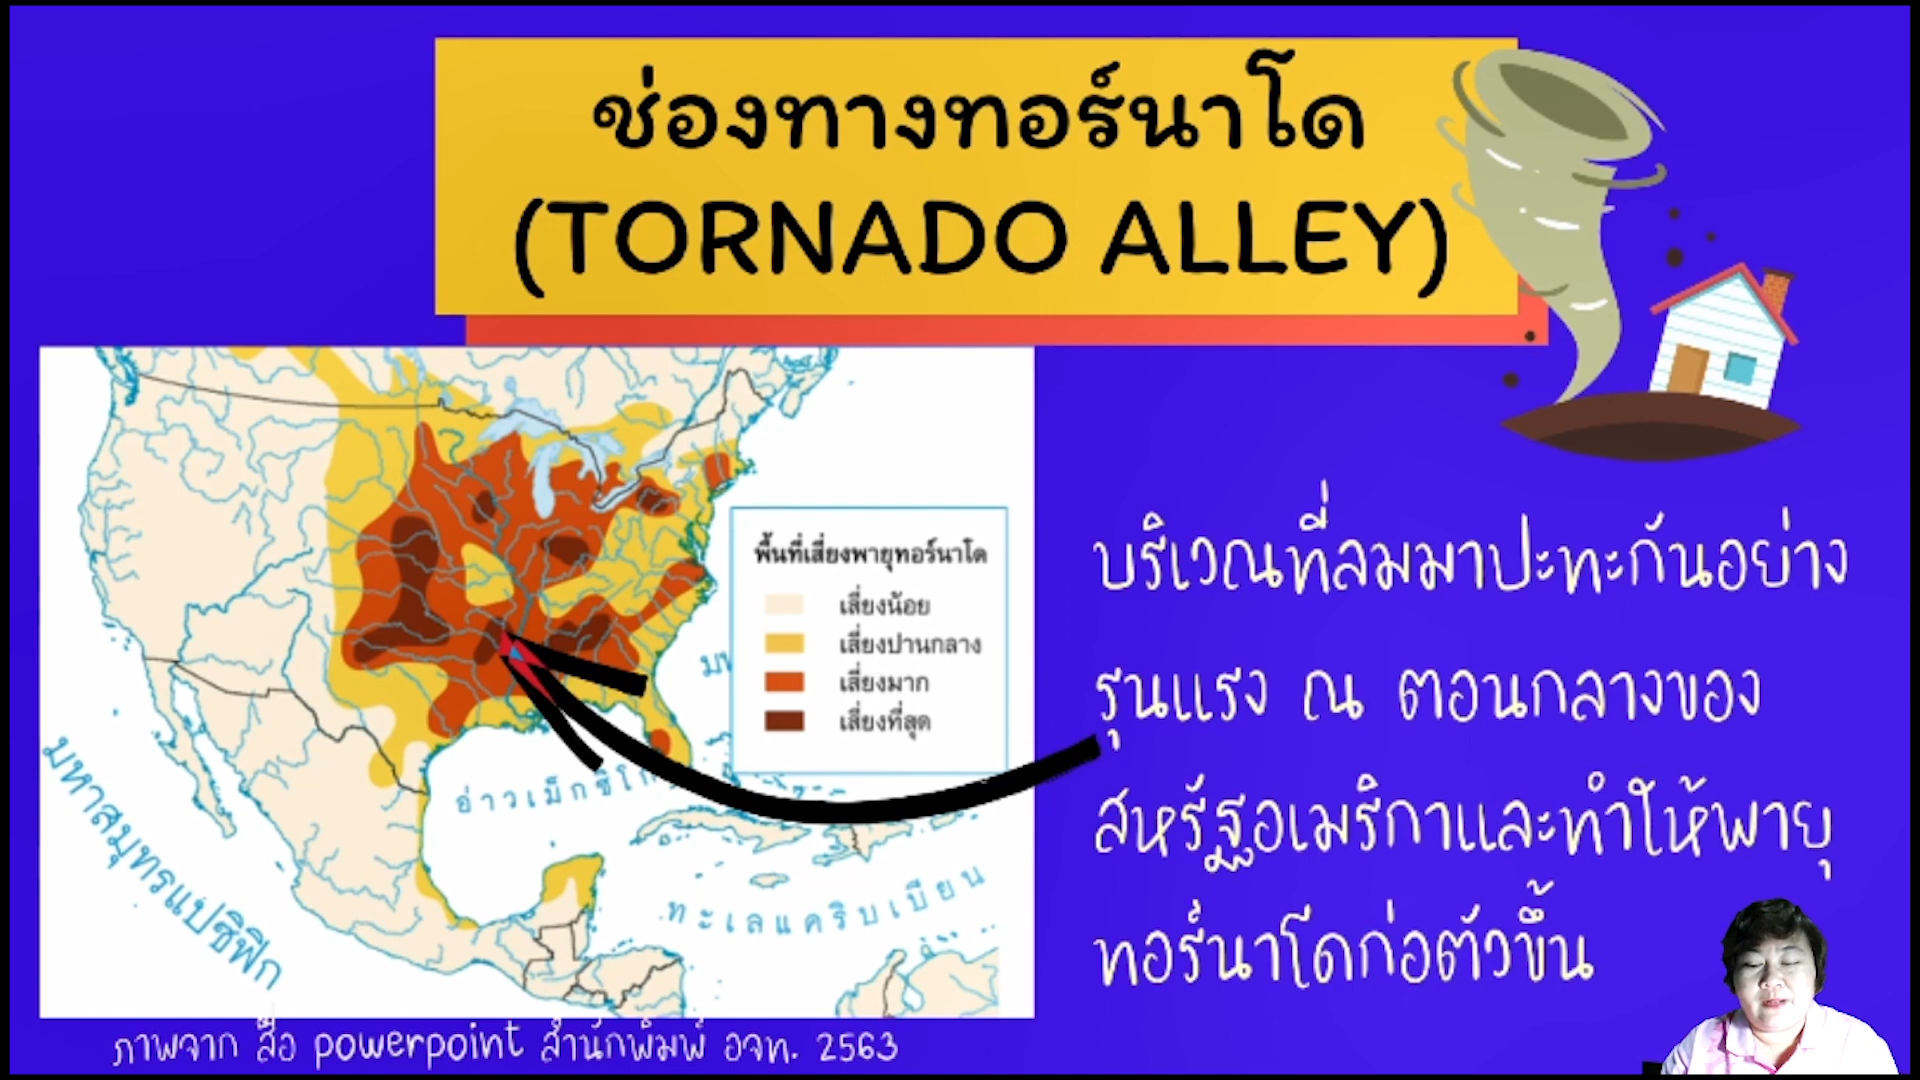 ช่องทางทอร์นาโด
(TORNADO ALLEY)
พื้นที่เสี่ยงพายุทอร์นาโด
เสี่ยงน้อย
เสี่ยงปานกลาง
เสี่ยงมาก
เสี่ยงที่สุด
มหาสมุทรแปซิฟิก
ทะเลแคริบเบียน
บริเวณที่ลมมาปะทะกันอย่าง
รุนแรง ณ ตอนกลางของ
สหรัฐอเมริกาและทำให้พายุ
ทอร์นาโดก่อตัวขึ้น
ภาพจาก สื่อ powerpoint สำนักพิมพ์ อจท. 2563